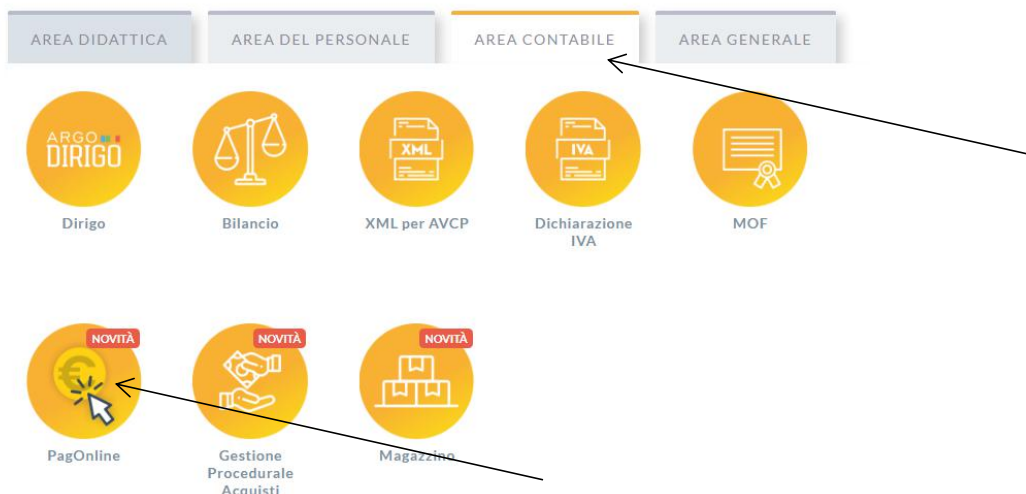 AREA DIDATTICA
AREA DEL PERSONALE
AREA CONTABILE
AREA GENERALE
ARGO
DIRIGO
XML
IVA
Dirigo
Bilancio
XML per AVCP
Dichiarazione
IVA
MOF
NOVITÀ
NOVITÀ
NOVITÀ
€
PagOnline
Gestione
Procedurale
Acquisti
Magazzino